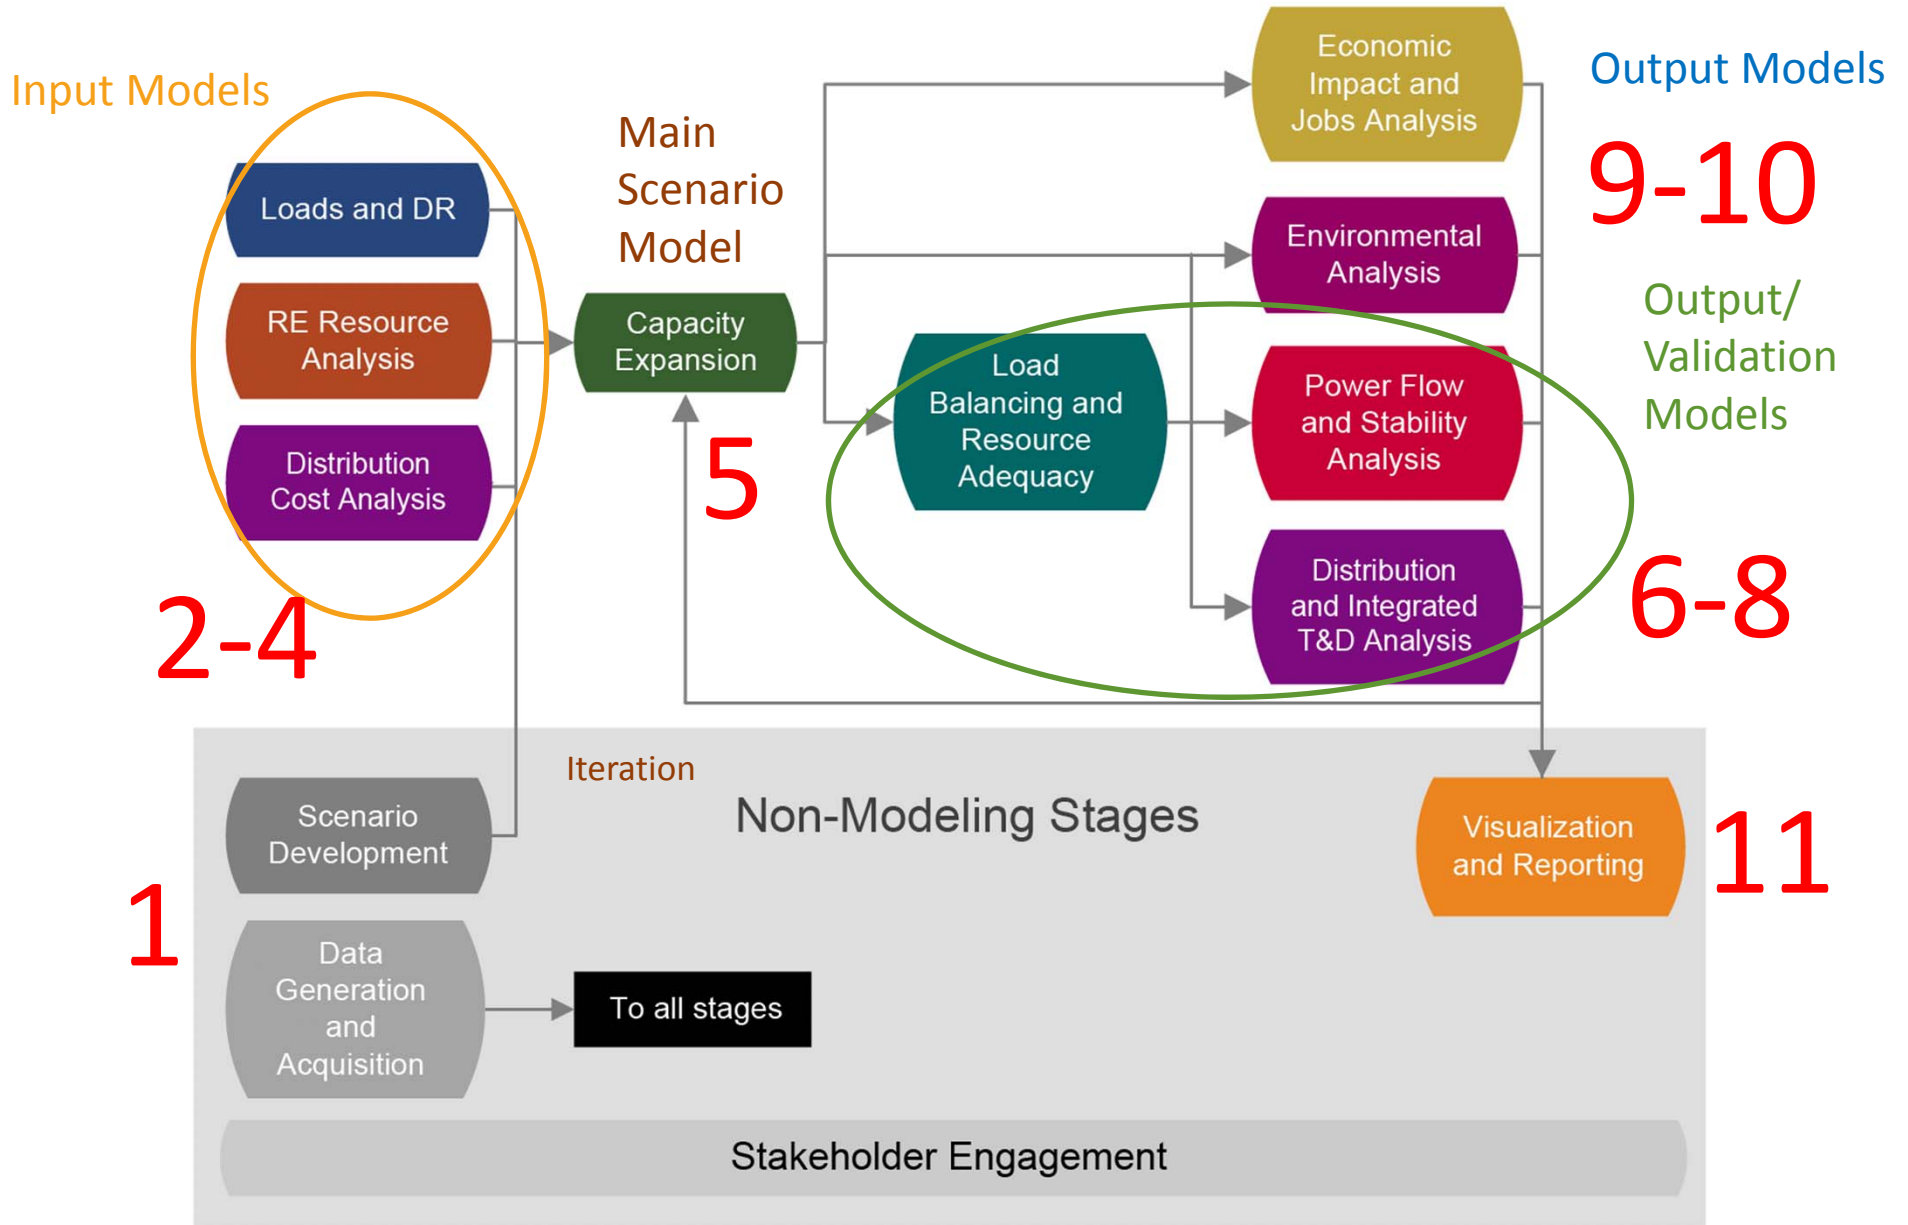 Input Models
Loads and DR
RE Resource
Analysis
Distribution
Cost Analysis
2-4
Main
Scenario
Model
Capacity
Expansion
5
Economic
Impact and
Jobs Analysis
Output Models
9-10
Environmental
Analysis
Output/
Validation
Models
Load
Balancing and
Resource
Adequacy
Power Flow
and Stability
Analysis
Distribution
and Integrated
T&D Analysis
6-8
Iteration
Non-Modeling Stages
Scenario
Development
1
Data
Generation
and
Acquisition
To all stages
Visualization
and Reporting
11
Stakeholder Engagement